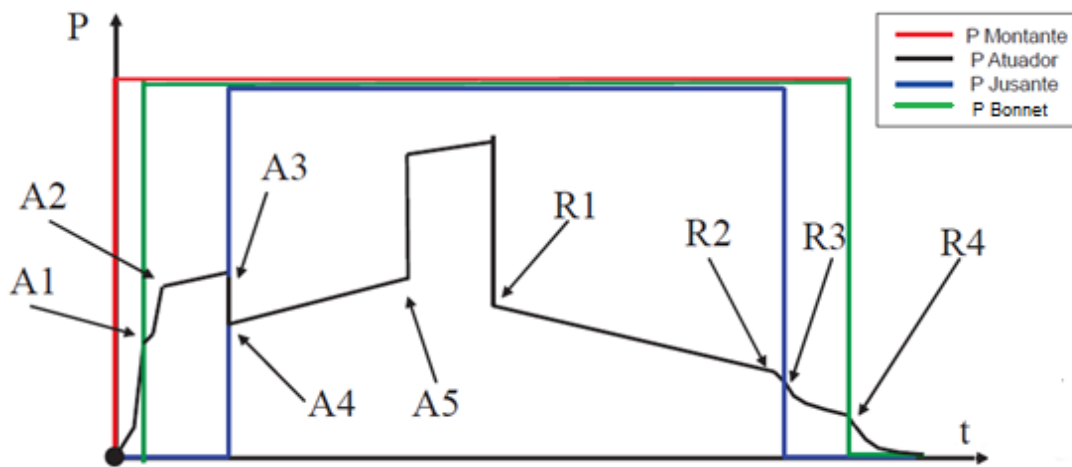 P
P Montante
P Atuador
P Jusante
P Bonnet
A3
A2
R1
R2
R3
R4
A1
A4
A5
t